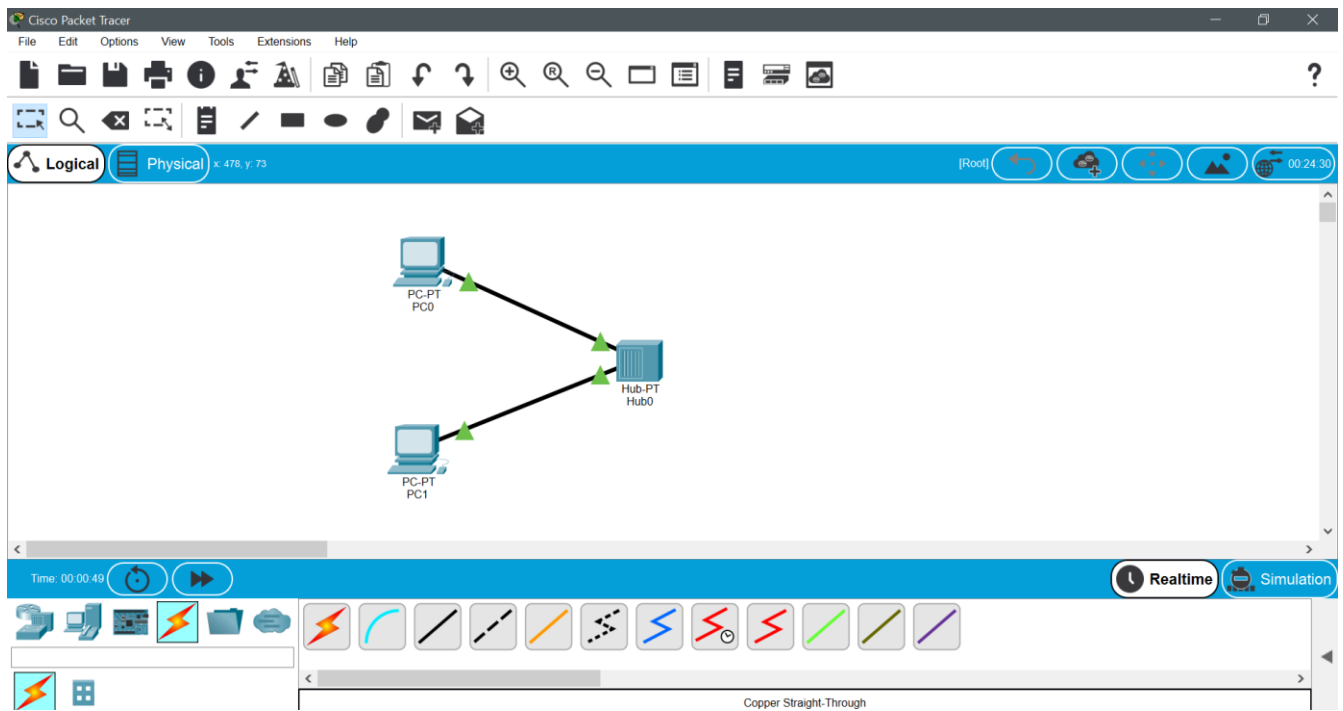 Cisco Packet Tracer
File Edit Options View Tools Extensions Help
?
Logical Physical x: 478, y: 73 [Root] 00:24:30
PC-PT
PC0
Hub-PT
Hub0
PC-PT
PC1
Time: 00:00:49 Realtime Simulation
Copper Straight-Through